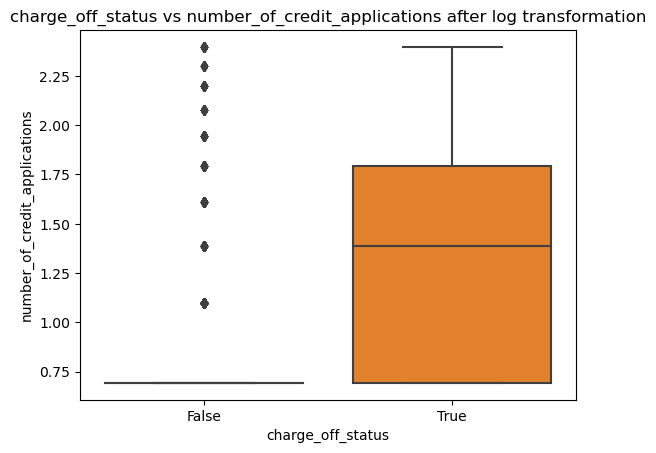 charge_off_status vs number_of_credit_applications after log transformation
number_of_credit_applications
2.25
2.00
1.75
1.50
1.25
1.00
0.75
False
True
charge_off_status